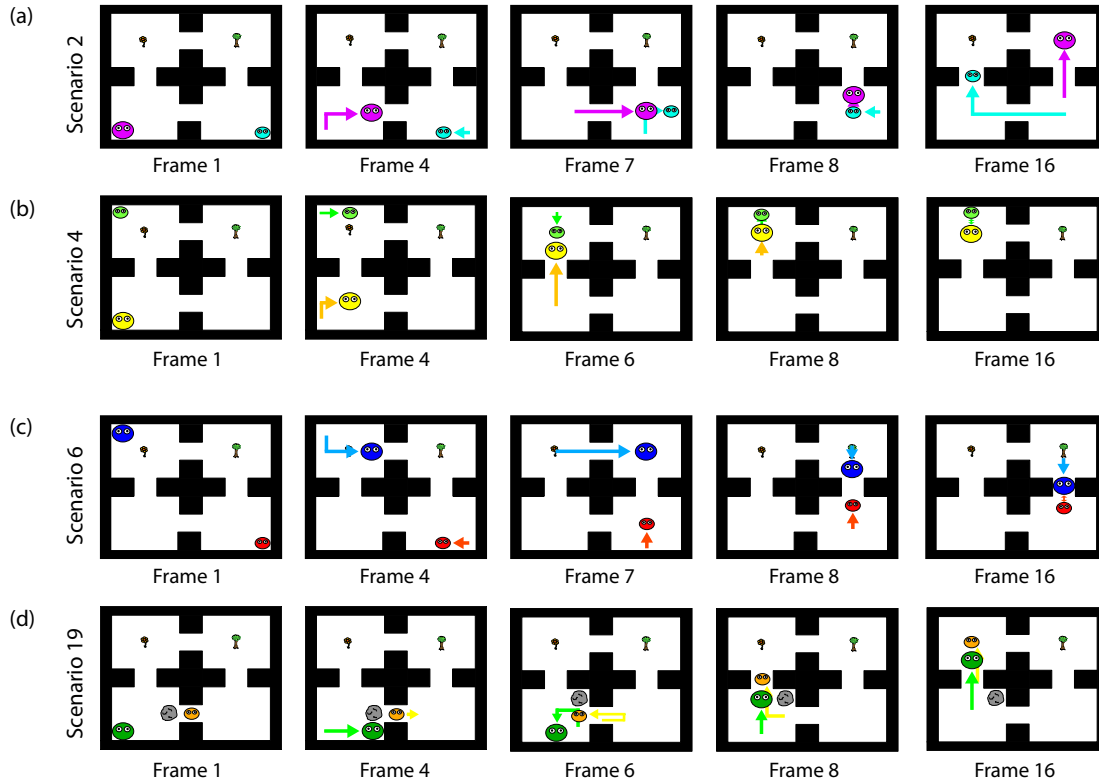 (a)
Scenario 2
Frame 1
Frame 4
Frame 7
Frame 8
Frame 16
(b)
Scenario 4
Frame 1
Frame 4
Frame 6
Frame 8
Frame 16
(c)
Scenario 6
Frame 1
Frame 4
Frame 7
Frame 8
Frame 16
(d)
Scenario 19
Frame 1
Frame 4
Frame 6
Frame 8
Frame 16